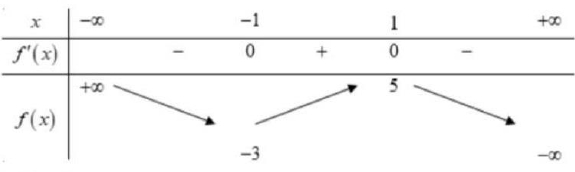 x −∞ −1 1 +∞
f'(x) − 0 + 0 −
+∞ 5
f(x)
−3 −∞